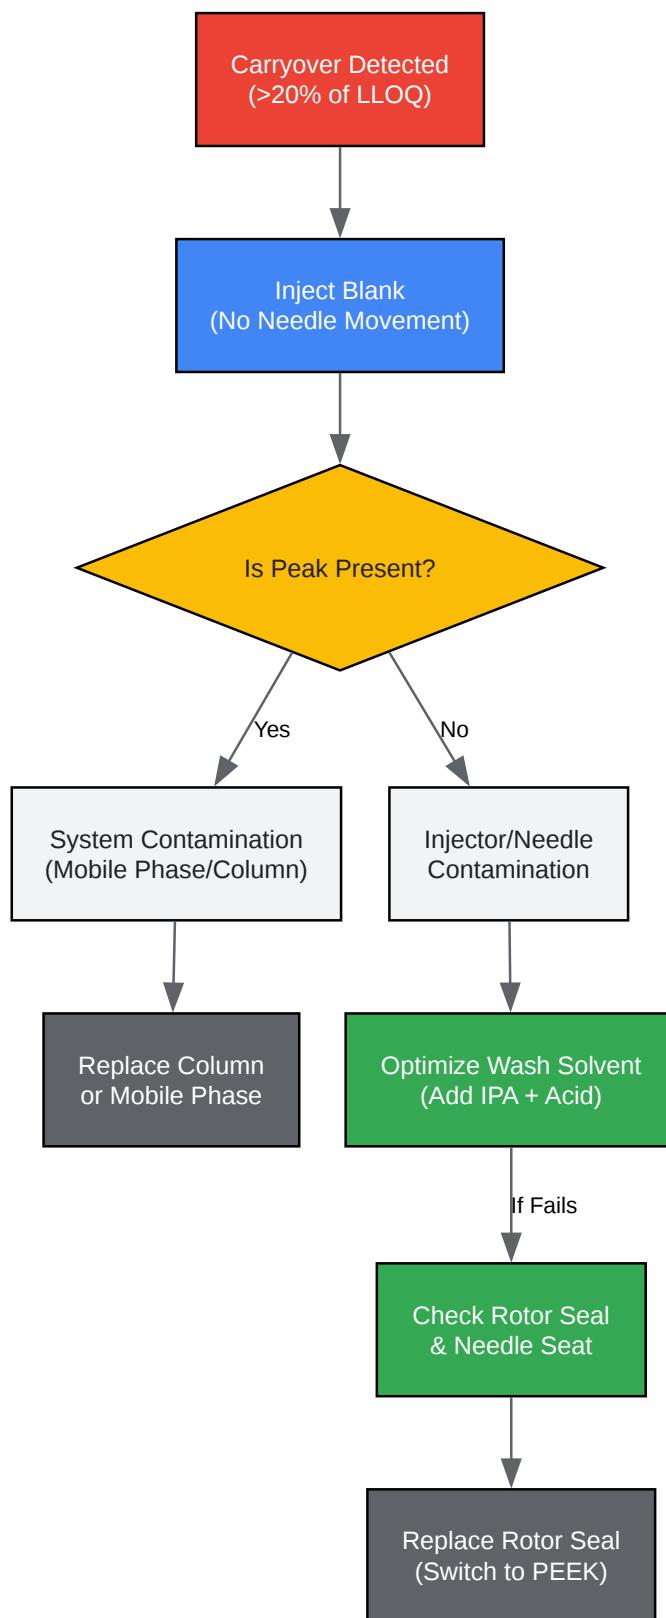 Carryover Detected
(>20% of LLOQ)
Inject Blank
(No Needle Movement)
Is Peak Present?
Yes
No
System Contamination
(Mobile Phase/Column)
Injector/Needle
Contamination
Replace Column
or Mobile Phase
Optimize Wash Solvent
(Add IPA + Acid)
If Fails
Check Rotor Seal
& Needle Seat
Replace Rotor Seal
(Switch to PEEK)